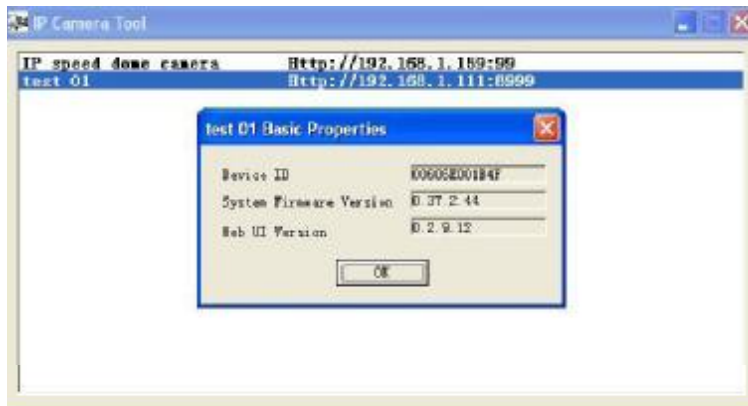 IP Camera Tool
IP speed dome camera Http://192.168.1.159:99
test 01 Http://192.168.1.111:8999
test 01 Basic Properties
Device ID
System Firmware Version 0.37.2.44
Web UI Version 0.2.9.12
OK